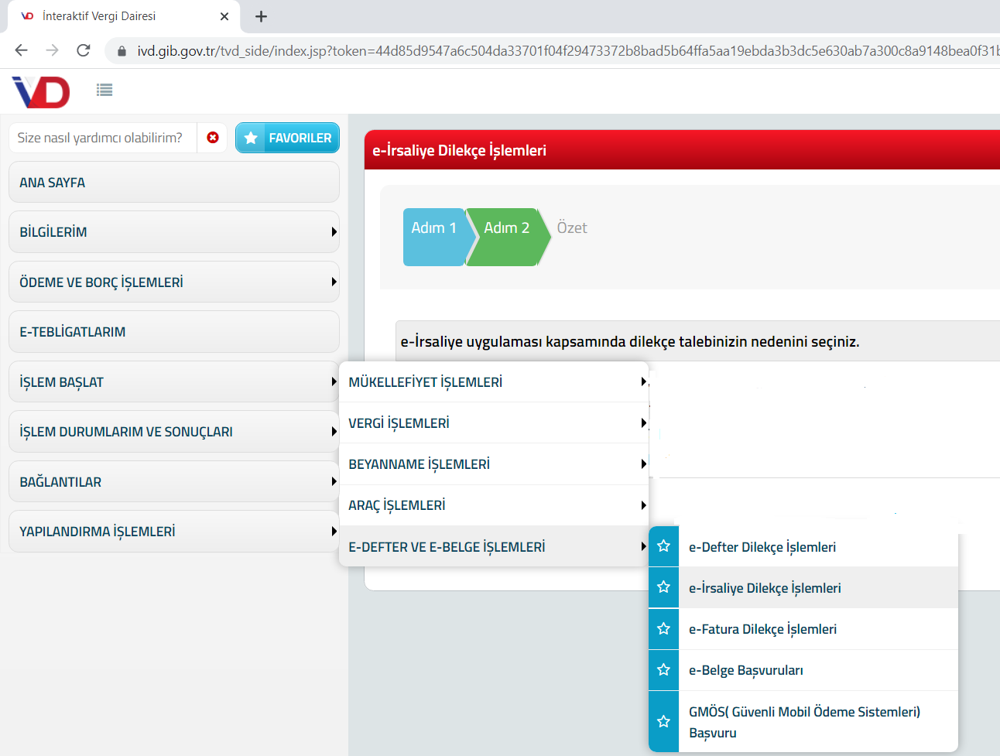 İnteraktif Vergi Dairesi
ivd.gib.gov.tr/tvd_side/index.jsp?token=44d85d9547a6c504da33701f04f29473372b8bad5b64ffa5aa19ebda3b3dc5e630ab7a300c8a9148bea0f31b
İVD
Size nasıl yardımcı olabilirim?
FAVORİLER
ANA SAYFA
BİLGİLERİM
ÖDEME VE BORÇ İŞLEMLERİ
E-TEBLİGATLARIM
İŞLEM BAŞLAT
İŞLEM DURUMLARIM VE SONUÇLARI
BAĞLANTILAR
YAPILANDIRMA İŞLEMLERİ
e-İrsaliye Dilekçe İşlemleri
Adım 1
Adım 2
Özet
e-İrsaliye uygulaması kapsamında dilekçe talebinizin nedenini seçiniz.
MÜKELLEFİYET İŞLEMLERİ
VERGİ İŞLEMLERİ
BEYANNAME İŞLEMLERİ
ARAÇ İŞLEMLERİ
E-DEFTER VE E-BELGE İŞLEMLERİ
e-Defter Dilekçe İşlemleri
e-İrsaliye Dilekçe İşlemleri
e-Fatura Dilekçe İşlemleri
e-Belge Başvuruları
GMÖS( Güvenli Mobil Ödeme Sistemleri)
Başvuru